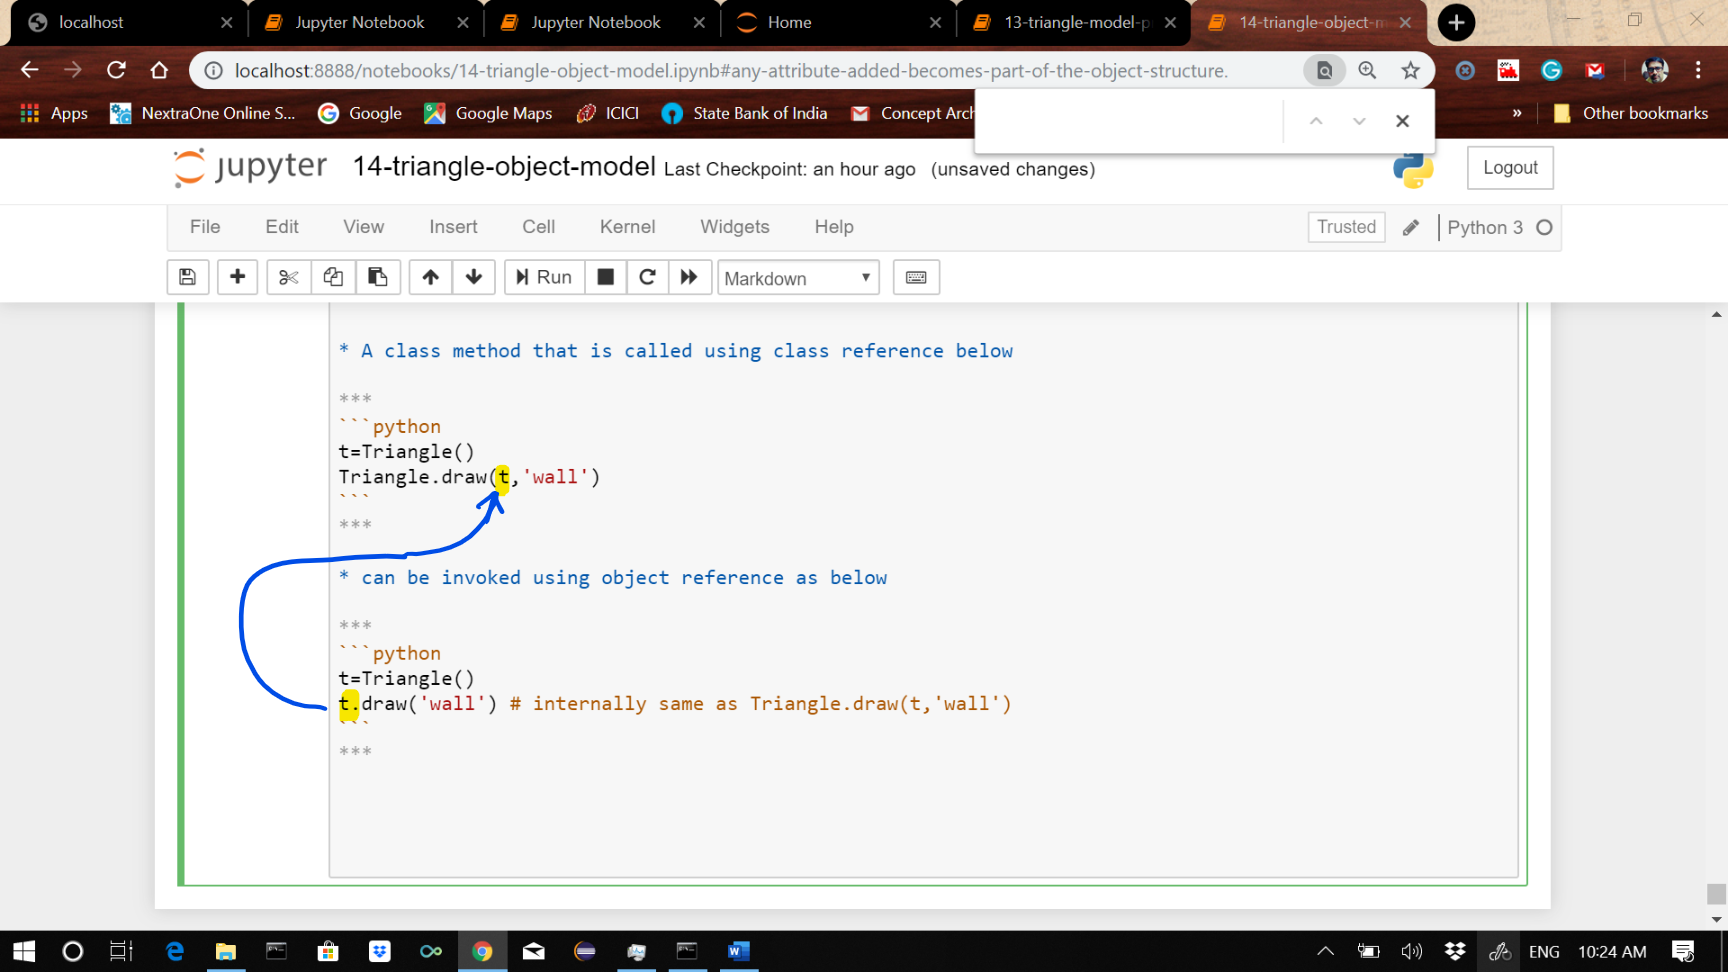 localhost
Jupyter Notebook
Jupyter Notebook
Home
13-triangle-model-p
14-triangle-object-m
localhost:8888/notebooks/14-triangle-object-model.ipynb#any-attribute-added-becomes-part-of-the-object-structure.
Apps
NextraOne Online S...
Google
Google Maps
ICICI
State Bank of India
Concept Arch
»
Other bookmarks
jupyter 14-triangle-object-model Last Checkpoint: an hour ago (unsaved changes)
Logout
File Edit View Insert Cell Kernel Widgets Help
Trusted
Python 3
Run
Markdown
* A class method that is called using class reference below
***
```python
t=Triangle()
Triangle.draw(t,'wall')
```
***
* can be invoked using object reference as below
***
```python
t=Triangle()
t.draw('wall') # internally same as Triangle.draw(t,'wall')
```
***
ENG 10:24 AM